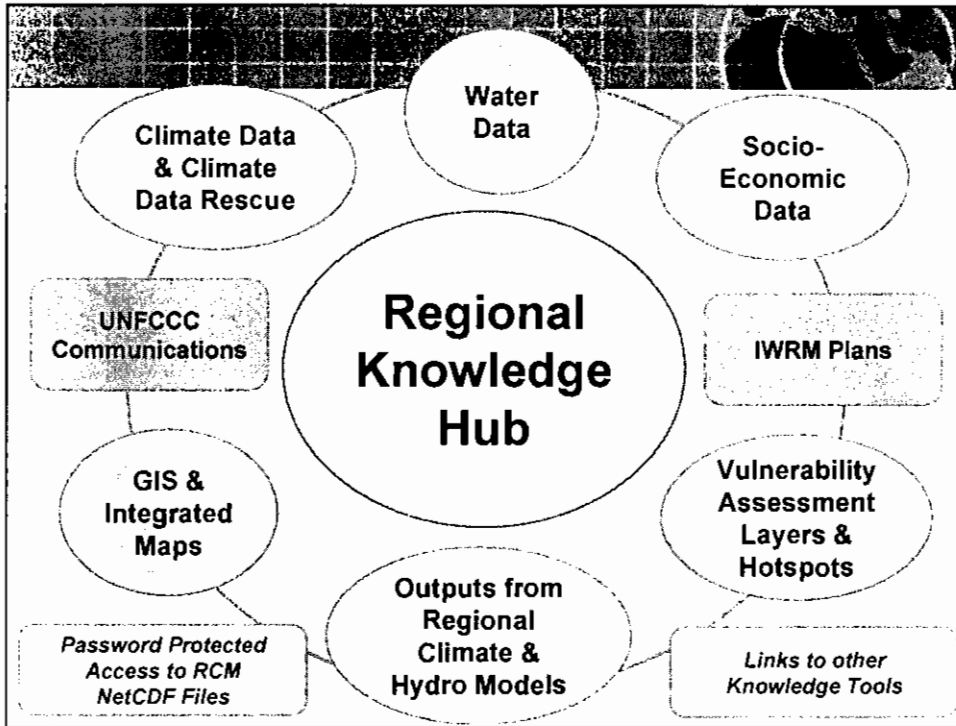 Water
Data
Climate Data
& Climate
Data Rescue
Socio-
Economic
Data
UNFCCC
Communications
Regional
Knowledge
Hub
IWRM Plans
GIS &
Integrated
Maps
Vulnerability
Assessment
Layers &
Hotspots
Outputs from
Regional
Climate &
Hydro Models
Password Protected
Access to RCM
NetCDF Files
Links to other
Knowledge Tools